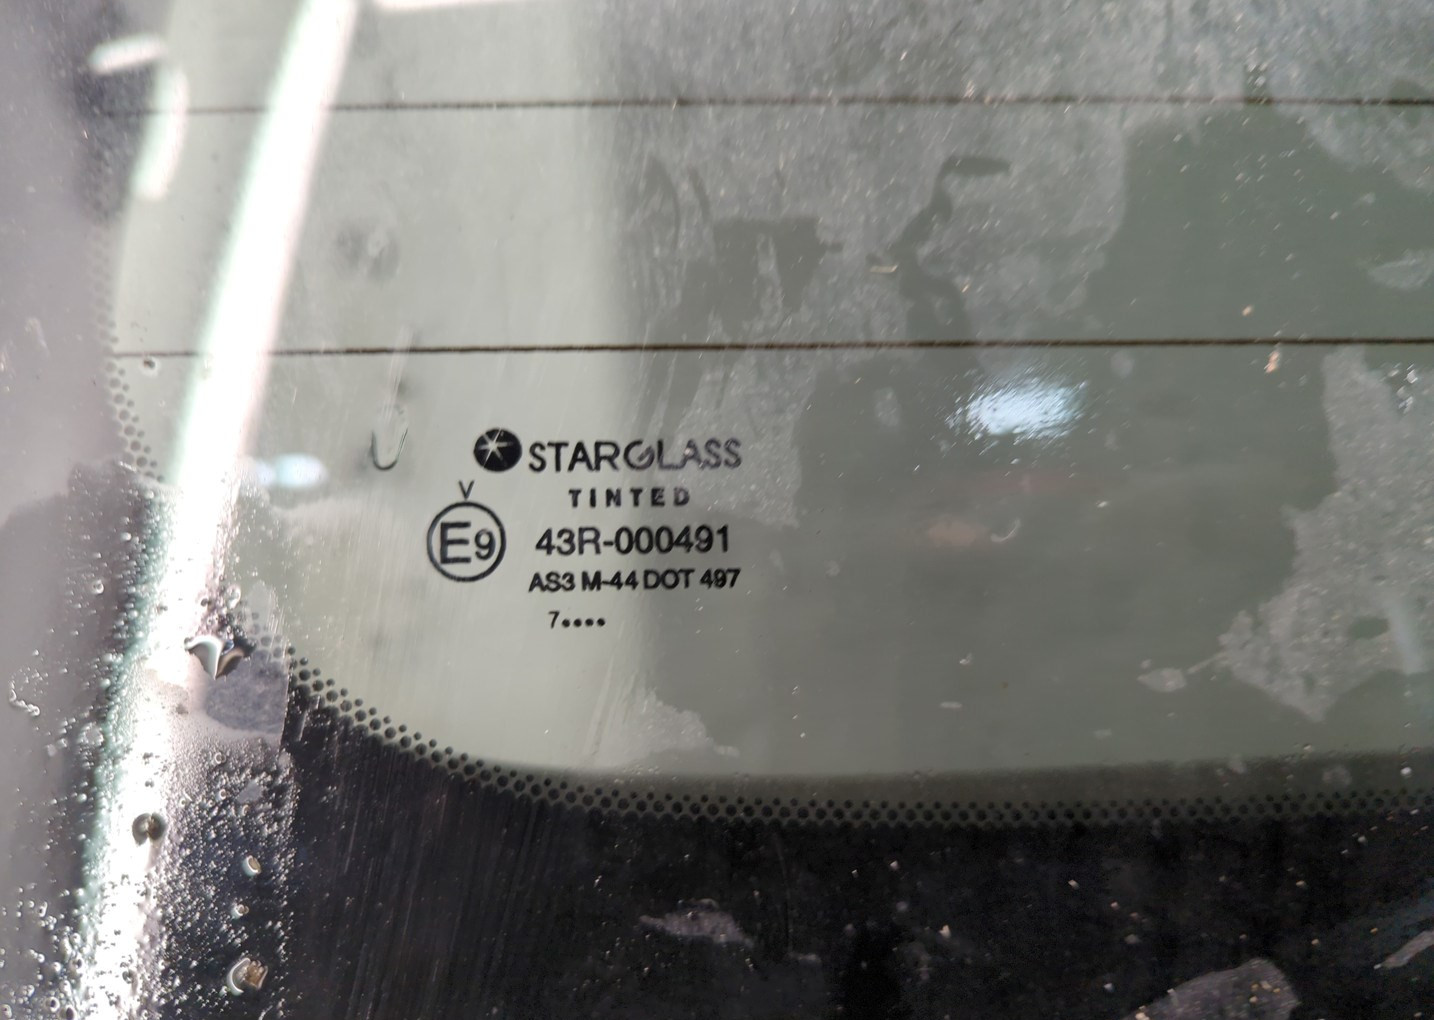 STARGLASS
TINTED
V
E9 43R-000491
AS3 M-44 DOT 497
7••••